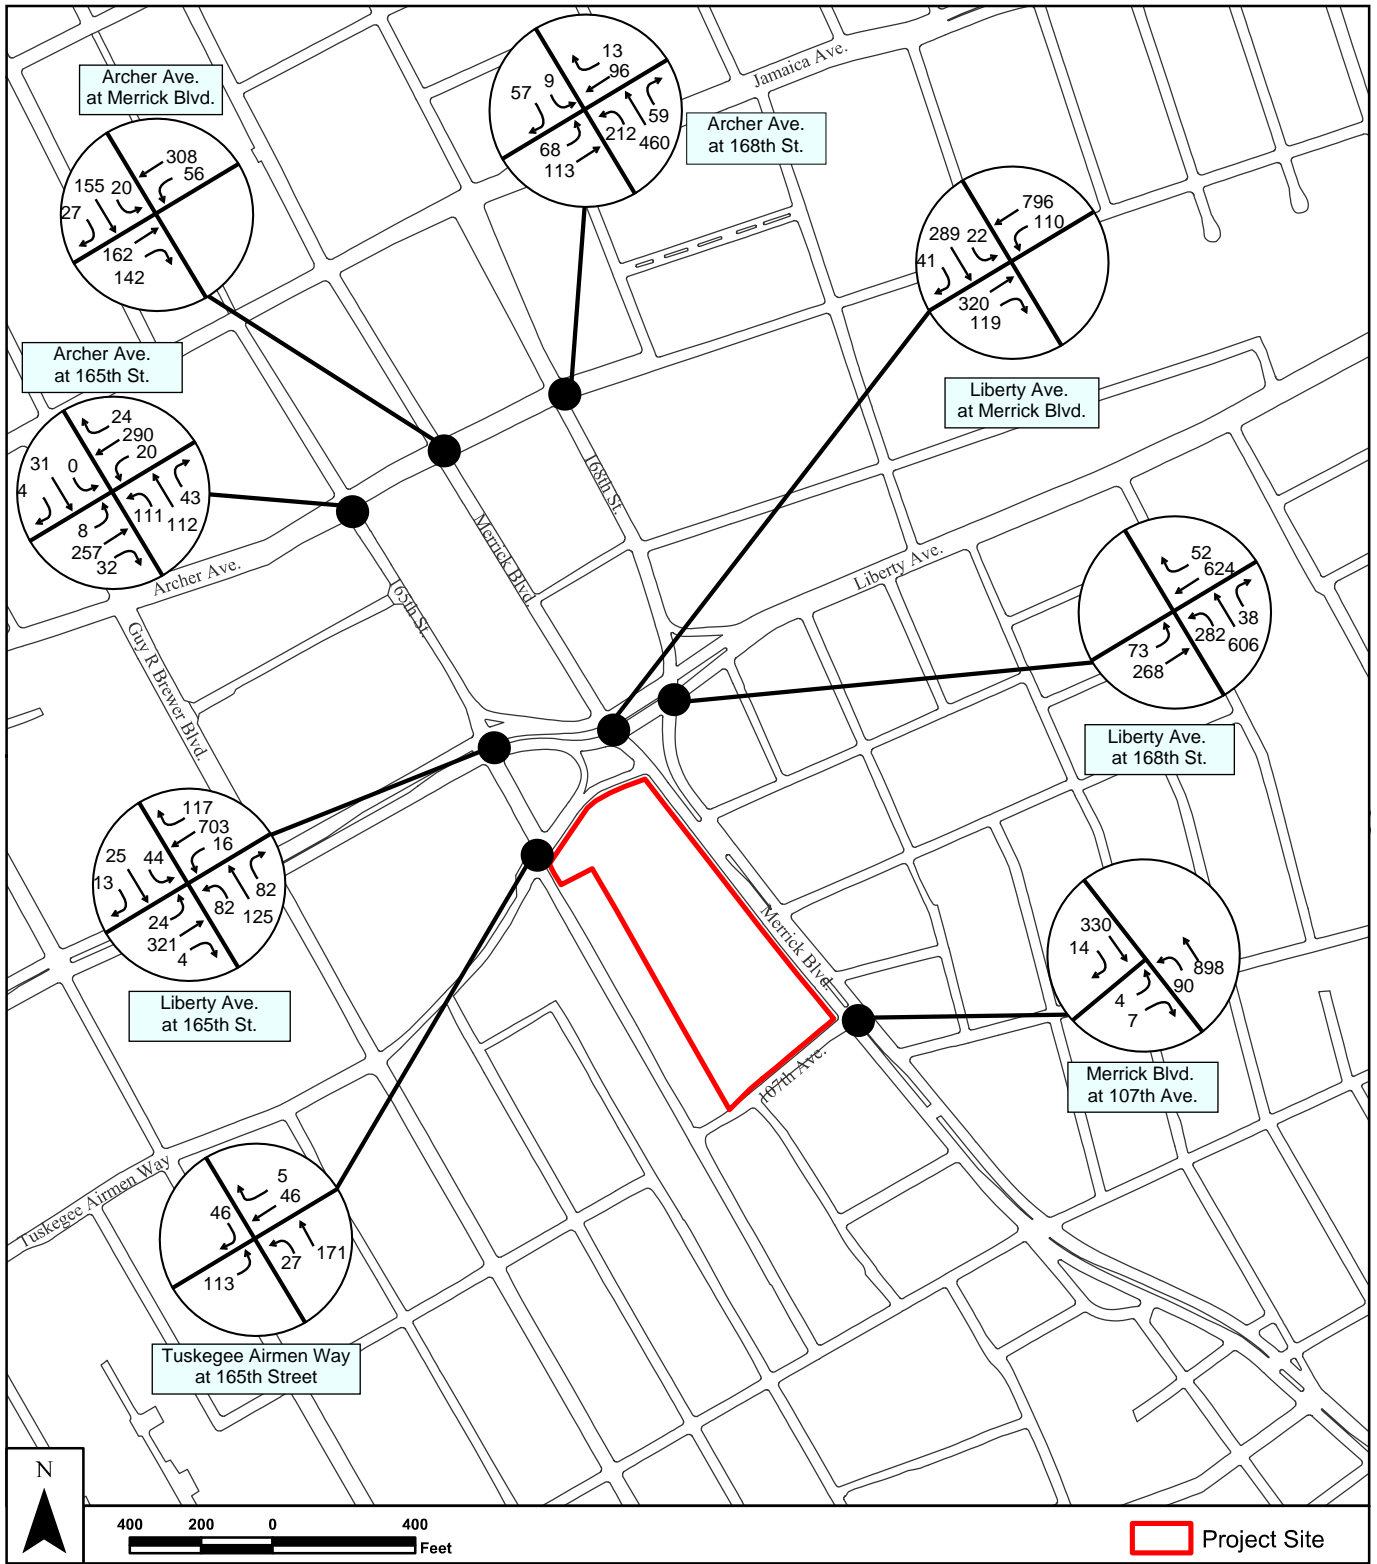 Jamaica Ave.
Archer Ave.
at Merrick Blvd.
308
56
155
20
27
162
142
13
96
9
57
59
212
460
68
113
Archer Ave.
at 168th St.
796
110
289
22
41
320
119
Liberty Ave.
at Merrick Blvd.
Archer Ave.
at 165th St.
24
290
20
31
0
4
43
111
112
8
257
32
168th St.
Merrick Blvd.
Archer Ave.
65th St.
Guy R Brewer Blvd.
Liberty Ave.
52
624
38
282
606
73
268
Liberty Ave.
at 168th St.
117
703
16
25
44
13
82
82
125
24
321
4
Liberty Ave.
at 165th St.
Merrick Blvd.
330
14
898
90
4
7
Merrick Blvd.
at 107th Ave.
107th Ave.
Tuskegee Airmen Way
5
46
46
171
27
113
Tuskegee Airmen Way
at 165th Street
N
400 200 0 400
Feet
Project Site